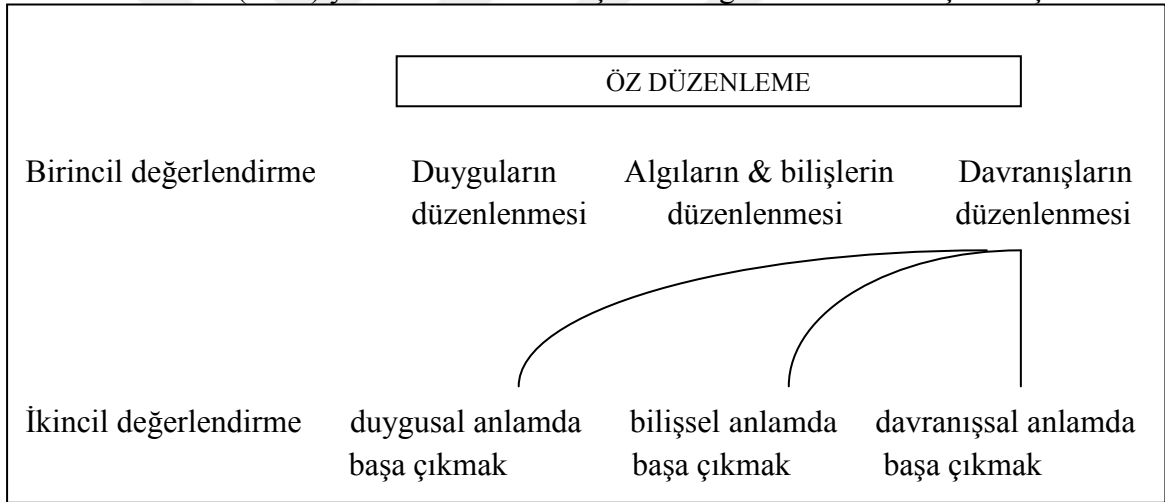 ÖZ DÜZENLEME
Birincil değerlendirme Duyguların Algıların & bilişlerin Davranışların
düzenlenmesi düzenlenmesi düzenlenmesi
İkincil değerlendirme duygusal anlamda bilişsel anlamda davranışsal anlamda
başa çıkmak başa çıkmak başa çıkmak